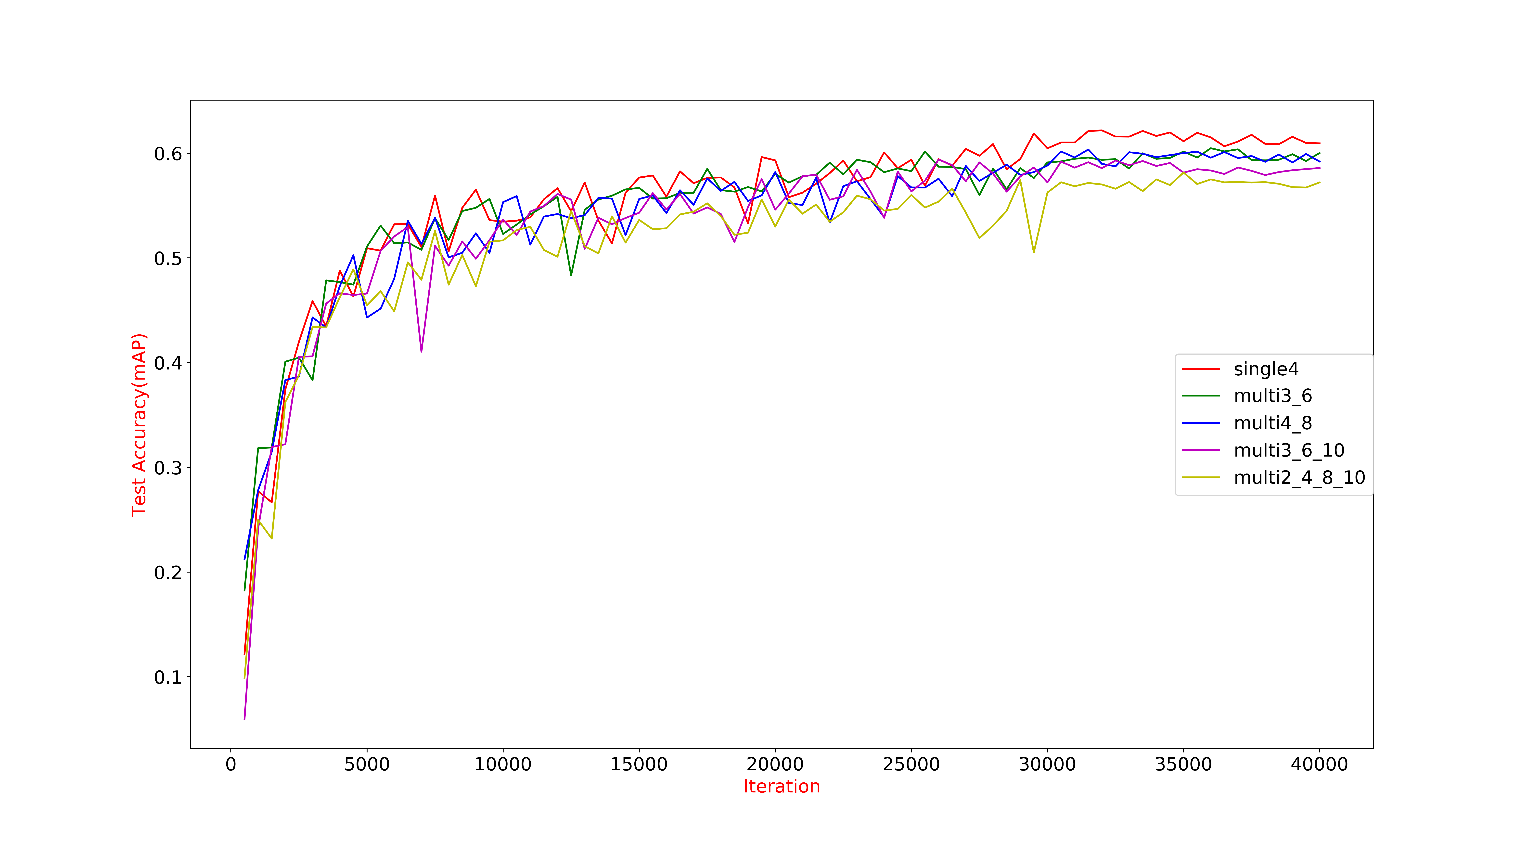 0.6
0.5
0.4
0.3
0.2
0.1
Test Accuracy(mAP)
single4
multi3_6
multi4_8
multi3_6_10
multi2_4_8_10
0 5000 10000 15000 20000 25000 30000 35000 40000
Iteration